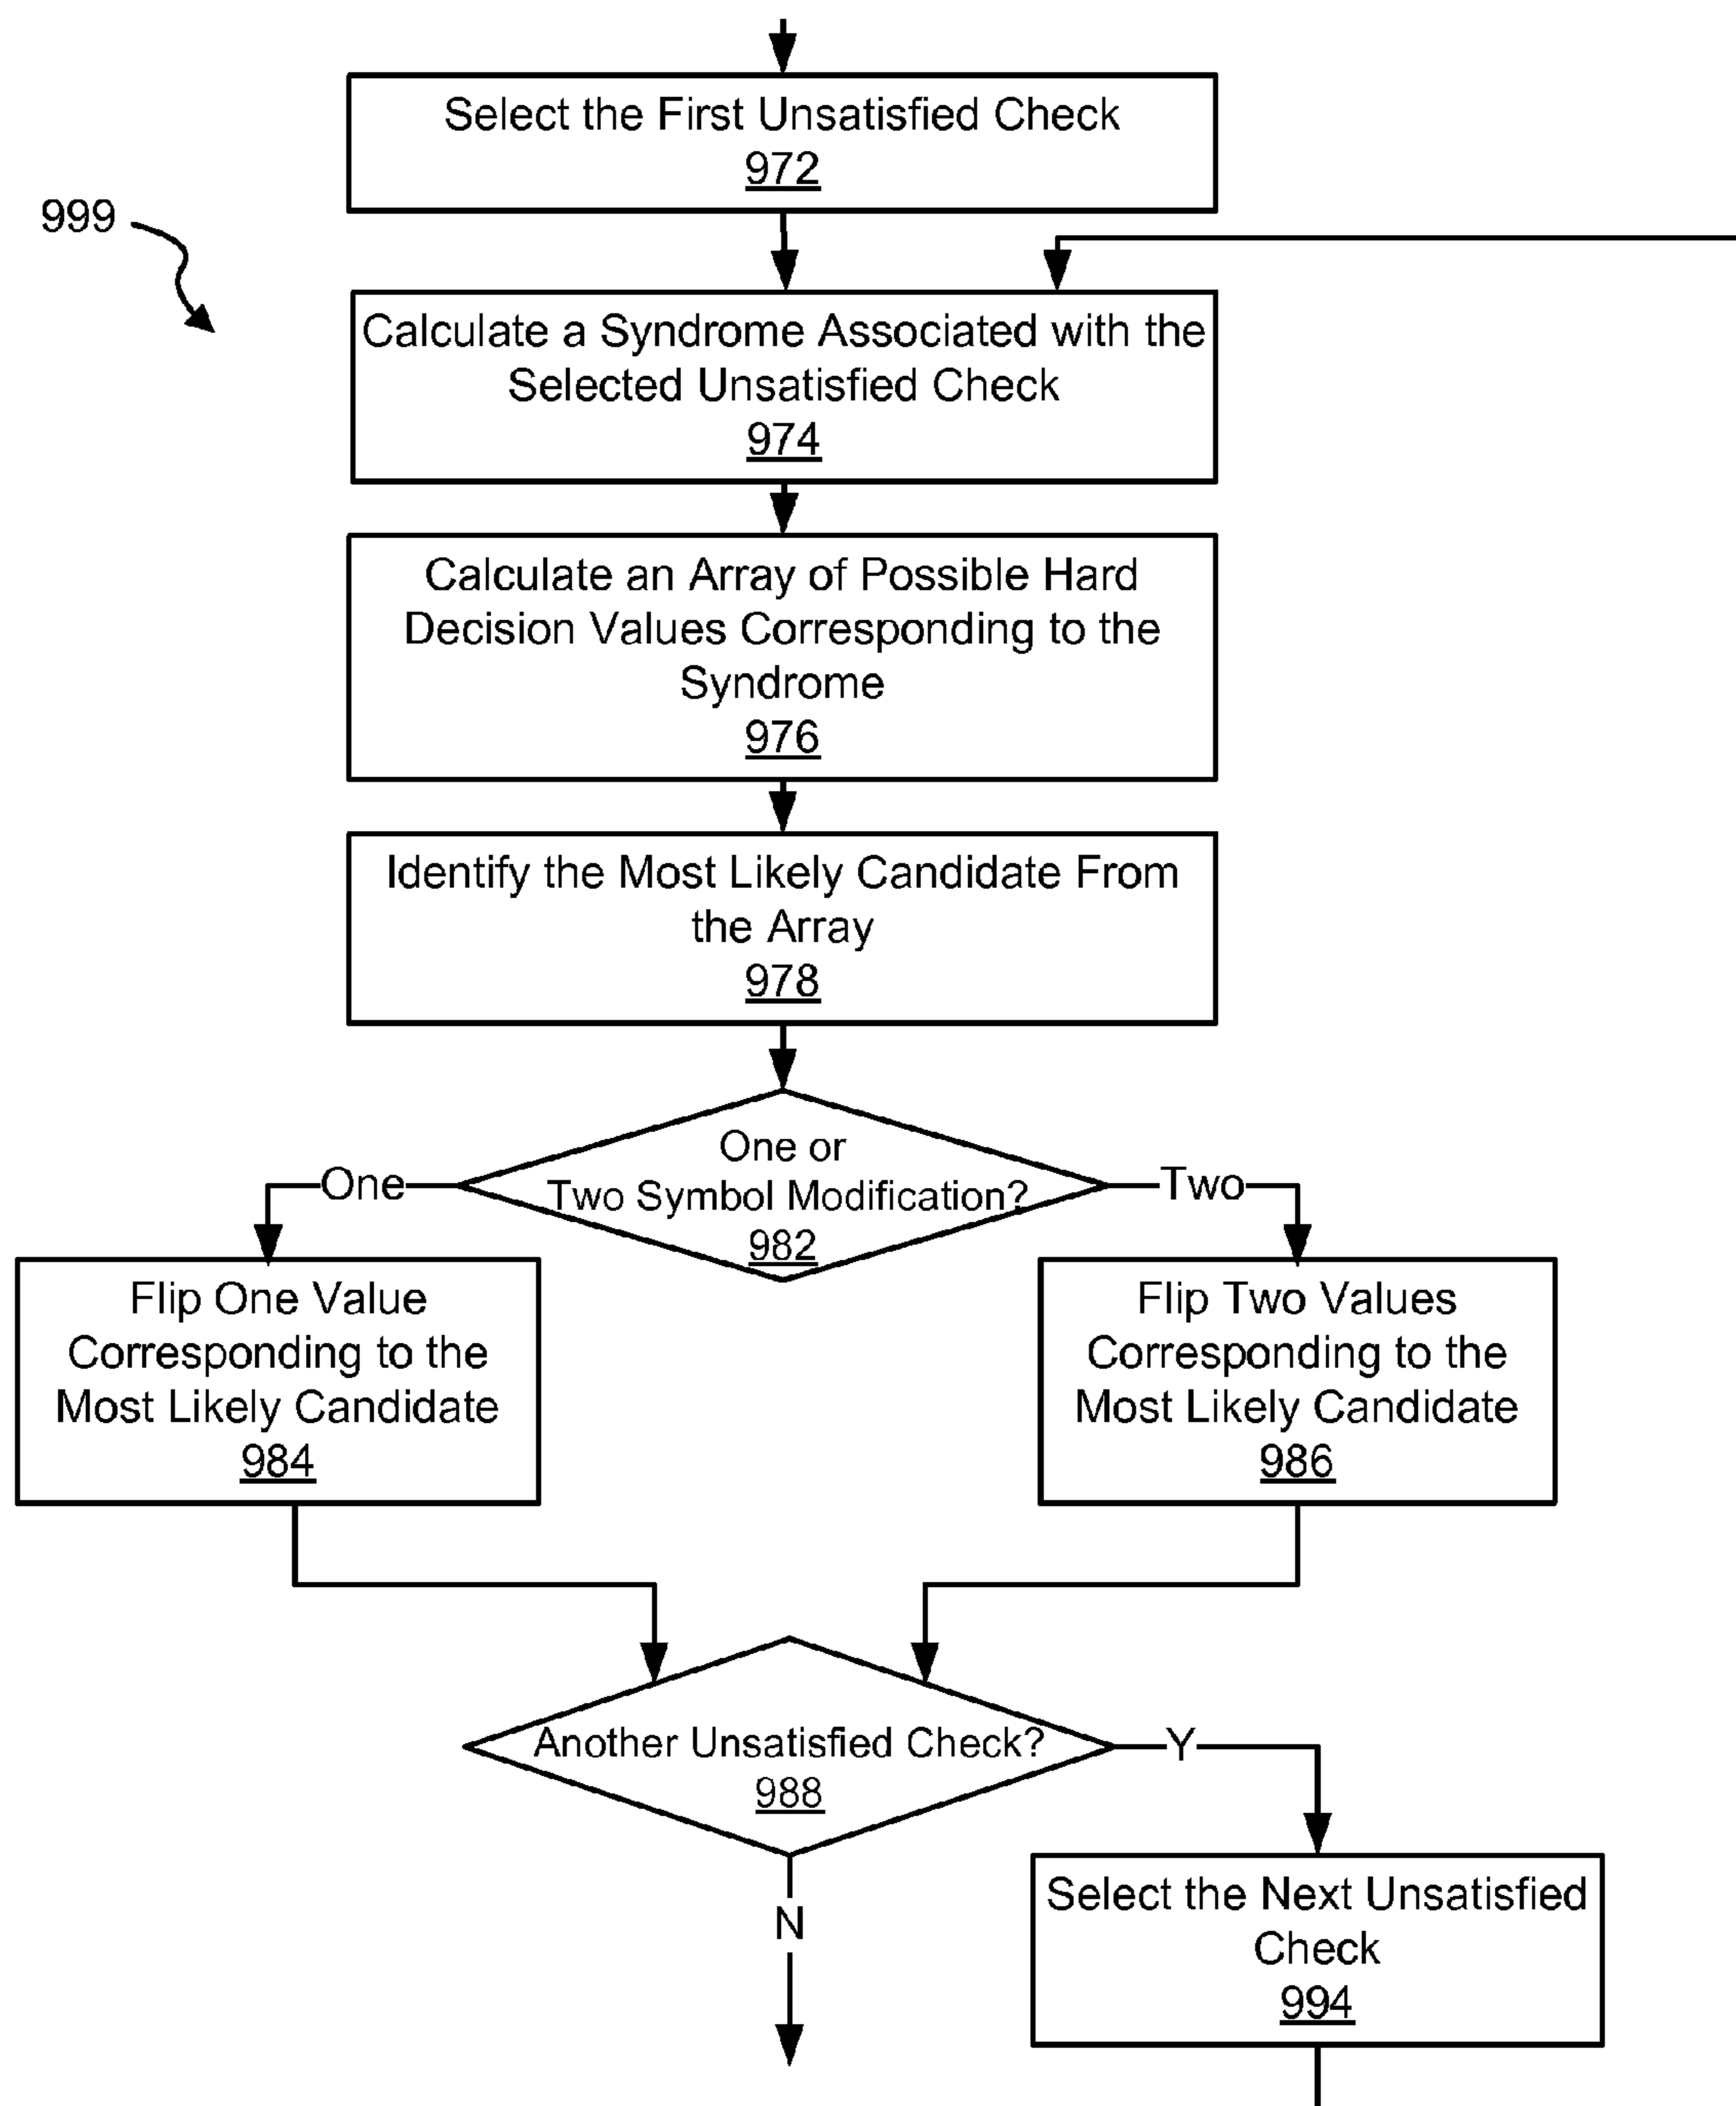 Select the First Unsatisfied Check
972
999
Calculate a Syndrome Associated with the
Selected Unsatisfied Check
974
Calculate an Array of Possible Hard
Decision Values Corresponding to the
Syndrome
976
Identify the Most Likely Candidate From
the Array
978
One or
Two Symbol Modification?
982
One
Two
Flip One Value
Corresponding to the
Most Likely Candidate
984
Flip Two Values
Corresponding to the
Most Likely Candidate
986
Another Unsatisfied Check?
988
Y
N
Select the Next Unsatisfied
Check
994